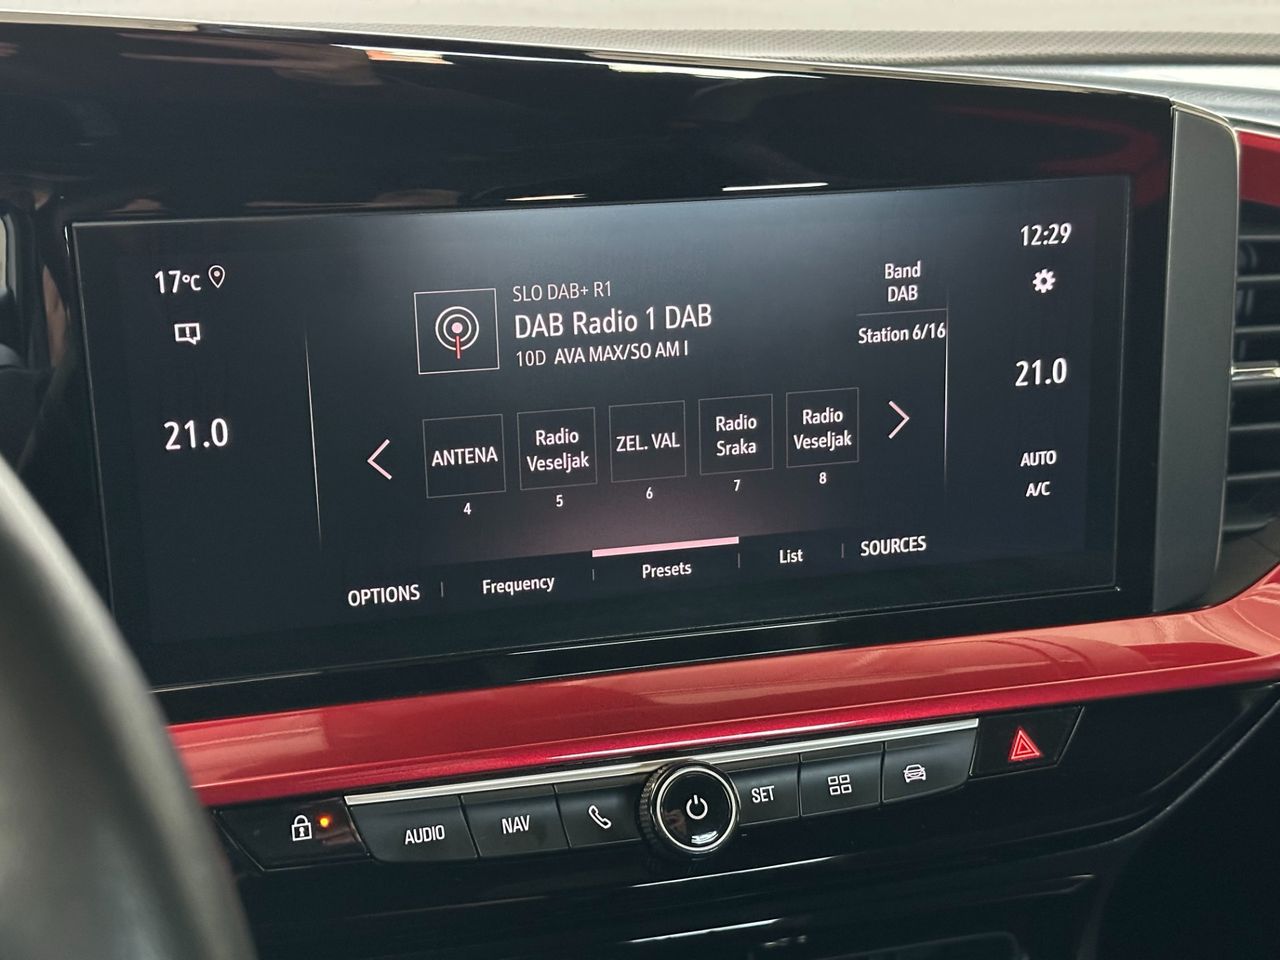 17°C
12:29
SLO DAB+ R1
DAB Radio 1 DAB
10D AVA MAX/SO AM I
Band
DAB
Station 6/16
21.0
21.0
ANTENA
Radio
Veseljak
ZEL. VAL
Radio
Sraka
Radio
Veseljak
4
5
6
7
8
AUTO
A/C
OPTIONS
Frequency
Presets
List
SOURCES
AUDIO
NAV
SET